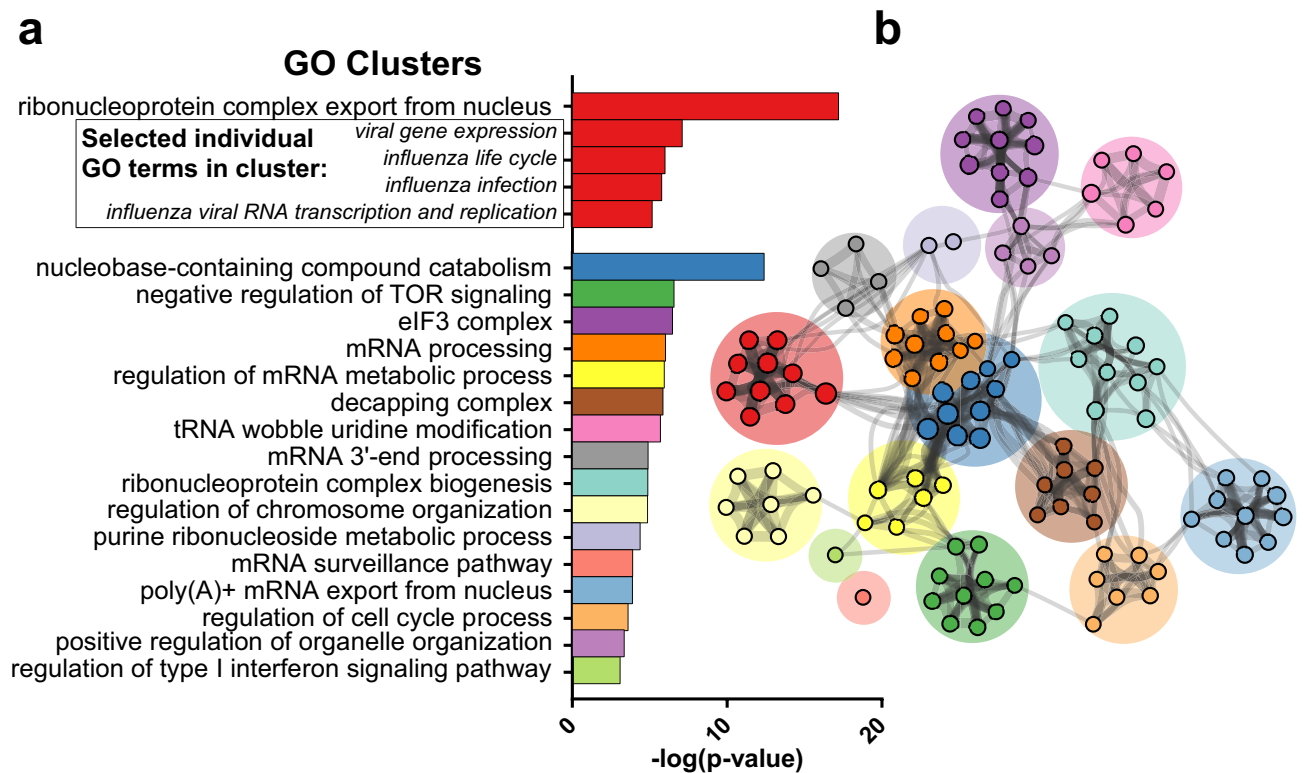 a
b
GO Clusters
ribonucleoprotein complex export from nucleus
Selected individual
GO terms in cluster:
viral gene expression
influenza life cycle
influenza infection
influenza viral RNA transcription and replication
nucleobase-containing compound catabolism
negative regulation of TOR signaling
eIF3 complex
mRNA processing
regulation of mRNA metabolic process
decapping complex
tRNA wobble uridine modification
mRNA 3'-end processing
ribonucleoprotein complex biogenesis
regulation of chromosome organization
purine ribonucleoside metabolic process
mRNA surveillance pathway
poly(A)+ mRNA export from nucleus
regulation of cell cycle process
positive regulation of organelle organization
regulation of type I interferon signaling pathway
0
10
20
-log(p-value)